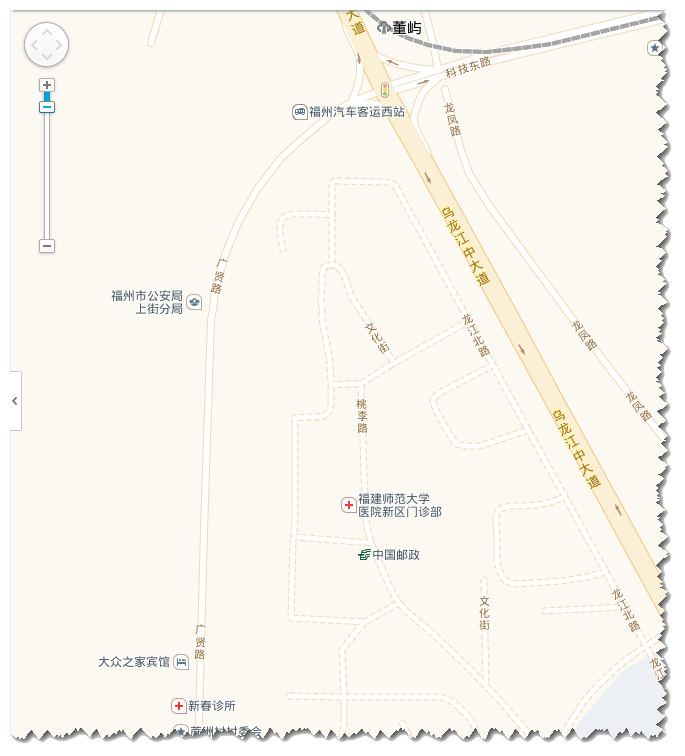 大道
董屿
科技东路
福州汽车客运西站
龙凤路
乌龙江中大道
广贤路
福州市公安局
上街分局
文化街
龙江北路
龙凤路
龙凤路
桃李路
乌龙江中大道
福建师范大学
医院新区门诊部
中国邮政
文化街
龙江北路
广贤路
大众之家宾馆
龙江
新春诊所